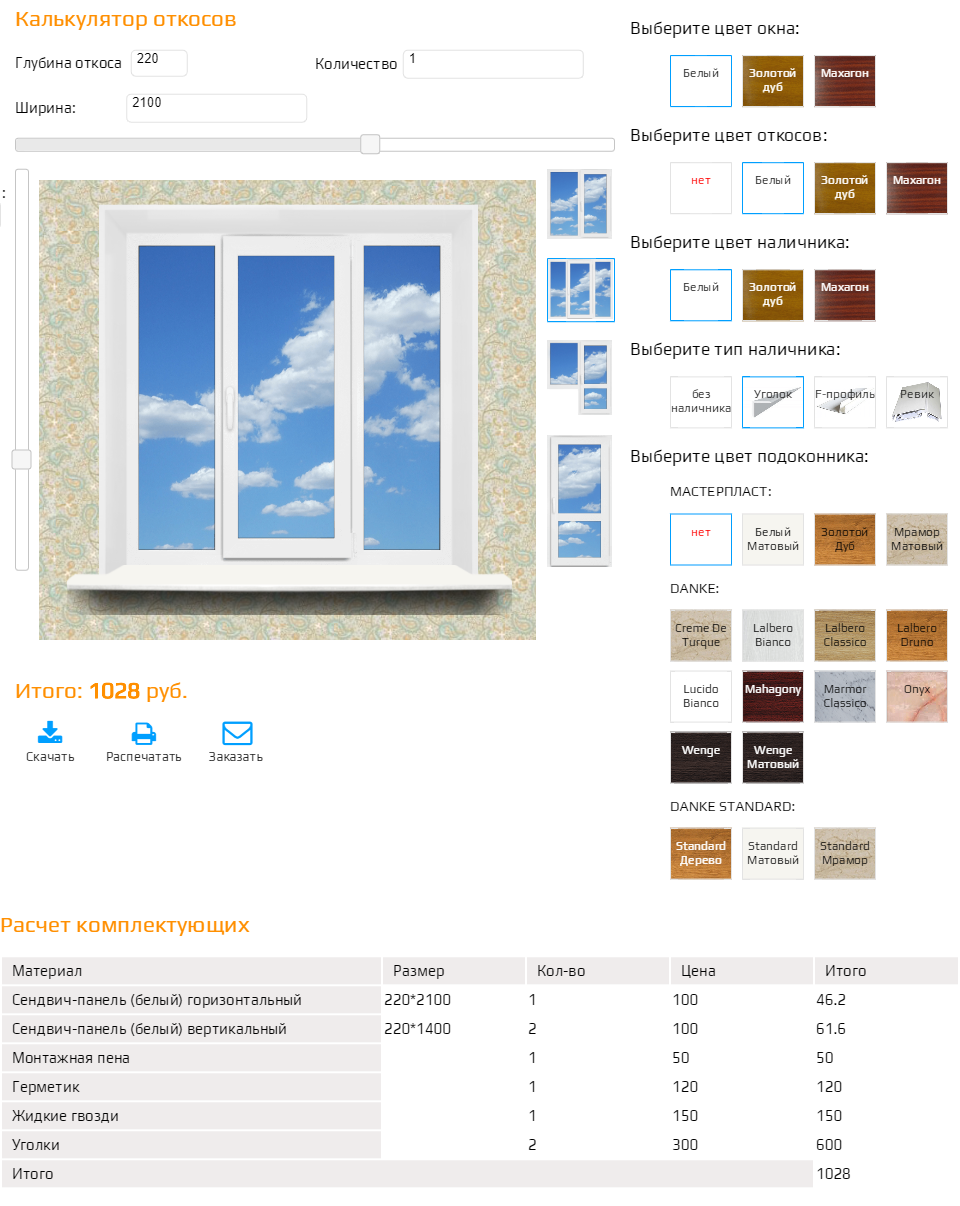 Калькулятор откосов
Глубина откоса 220 Количество 1
Ширина: 2100
:
Выберите цвет окна:
Белый
Золотой
дуб
Махагон
Выберите цвет откосов:
нет
Белый
Золотой
дуб
Махагон
Выберите цвет наличника:
Белый
Золотой
дуб
Махагон
Выберите тип наличника:
без
наличника
Уголок
F-профиль
Ревик
Выберите цвет подоконника:
МАСТЕРПЛАСТ:
нет
Белый
Матовый
Золотой
Дуб
Мрамор
Матовый
DANKE:
Creme De
Turque
Lalbero
Bianco
Lalbero
Classico
Lalbero
Druno
Lucido
Bianco
Mahagony
Marmor
Classico
Onyx
Wenge
Wenge
Матовый
DANKE STANDARD:
Standard
Дерево
Standard
Матовый
Standard
Мрамор
Итого: 1028 руб.
Скачать Распечатать Заказать
Расчет комплектующих
Материал Размер Кол-во Цена Итого
Сендвич-панель (белый) горизонтальный 220*2100 1 100 46.2
Сендвич-панель (белый) вертикальный 220*1400 2 100 61.6
Монтажная пена 1 50 50
Герметик 1 120 120
Жидкие гвозди 1 150 150
Уголки 2 300 600
Итого 1028